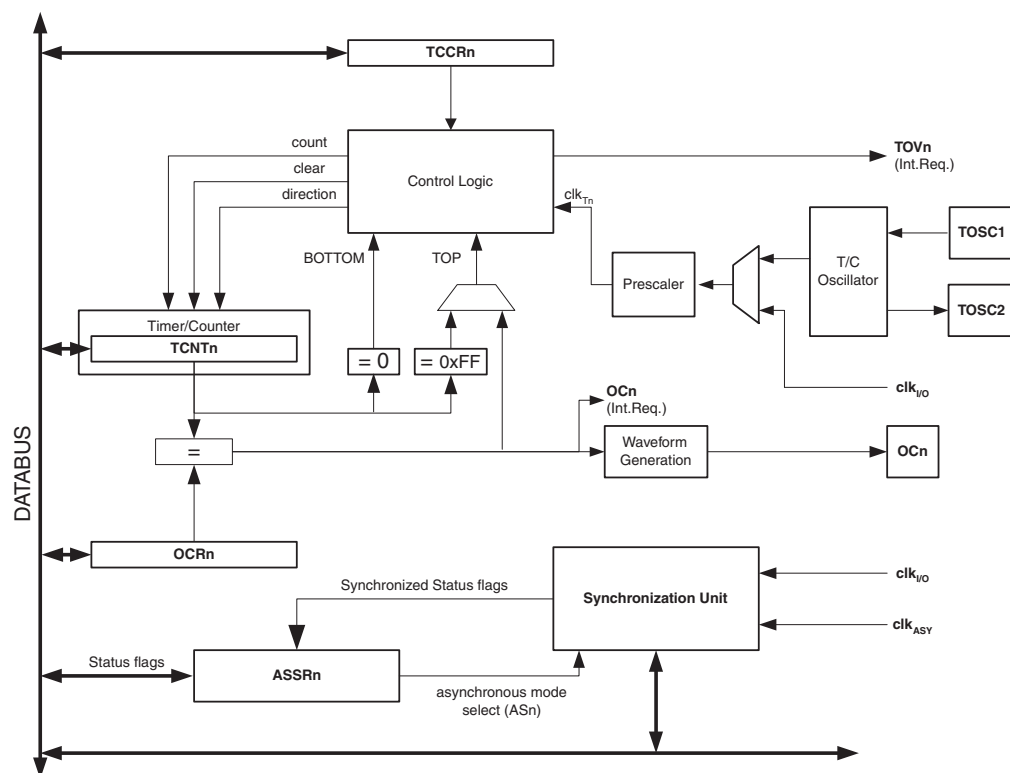 TCCRn
count
clear
direction
Control Logic
TOVn
(Int.Req.)
clkTn
BOTTOM
TOP
Prescaler
T/C
Oscillator
TOSC1
TOSC2
Timer/Counter
TCNTn
= 0
= 0xFF
clkI/O
OCn
(Int.Req.)
=
Waveform
Generation
OCn
DATABUS
OCRn
Synchronized Status flags
Synchronization Unit
clkI/O
clkASY
Status flags
ASSRn
asynchronous mode
select (ASn)